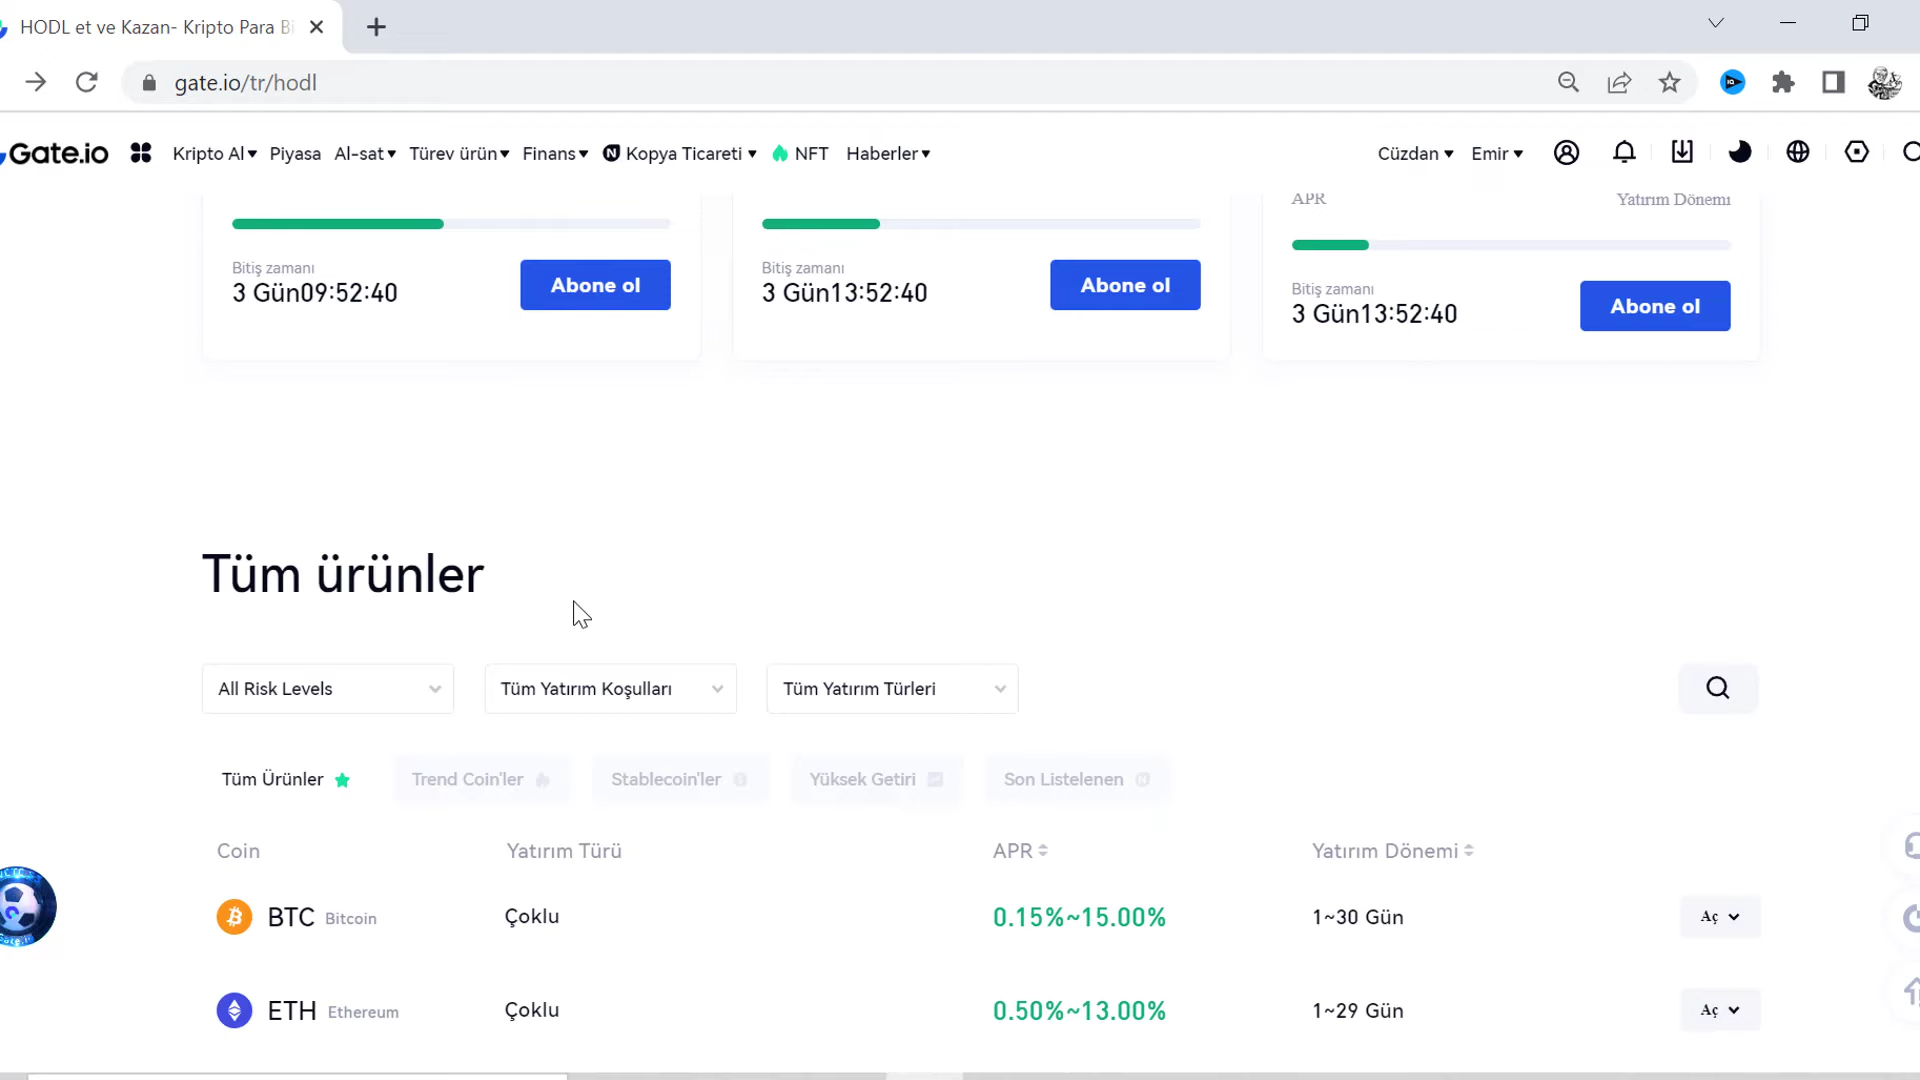 HODL et ve Kazan- Kripto Para B
gate.io/tr/hodl
Gate.io Kripto Al Piyasa Al-sat Türev ürün Finans Kopya Ticareti NFT Haberler Cüzdan Emir
APR Yatırım Dönemi
Bitiş zamanı
3 Gün09:52:40
Abone ol
Bitiş zamanı
3 Gün13:52:40
Abone ol
Bitiş zamanı
3 Gün13:52:40
Abone ol
Tüm ürünler
All Risk Levels Tüm Yatırım Koşulları Tüm Yatırım Türleri
Tüm Ürünler Trend Coin'ler Stablecoin'ler Yüksek Getiri Son Listelenen
Coin Yatırım Türü APR Yatırım Dönemi
BTC Bitcoin Çoklu 0.15%~15.00% 1~30 Gün Aç
ETH Ethereum Çoklu 0.50%~13.00% 1~29 Gün Aç